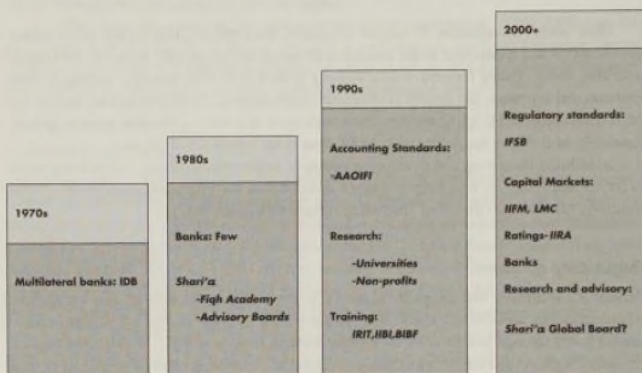 1970s
Multilateral banks: IDB
1980s
Banks: Few
Shari'a
-Fiqh Academy
-Advisory Boards
1990s
Accounting Standards:
-AAOIFI
Research:
-Universities
-Non-profits
Training:
IRIT,IIBI,BIBF
2000+
Regulatory standards:
IFSB
Capital Markets:
IIFM, LMC
Ratings-IIRA
Banks
Research and advisory:
Shari'a Global Board?